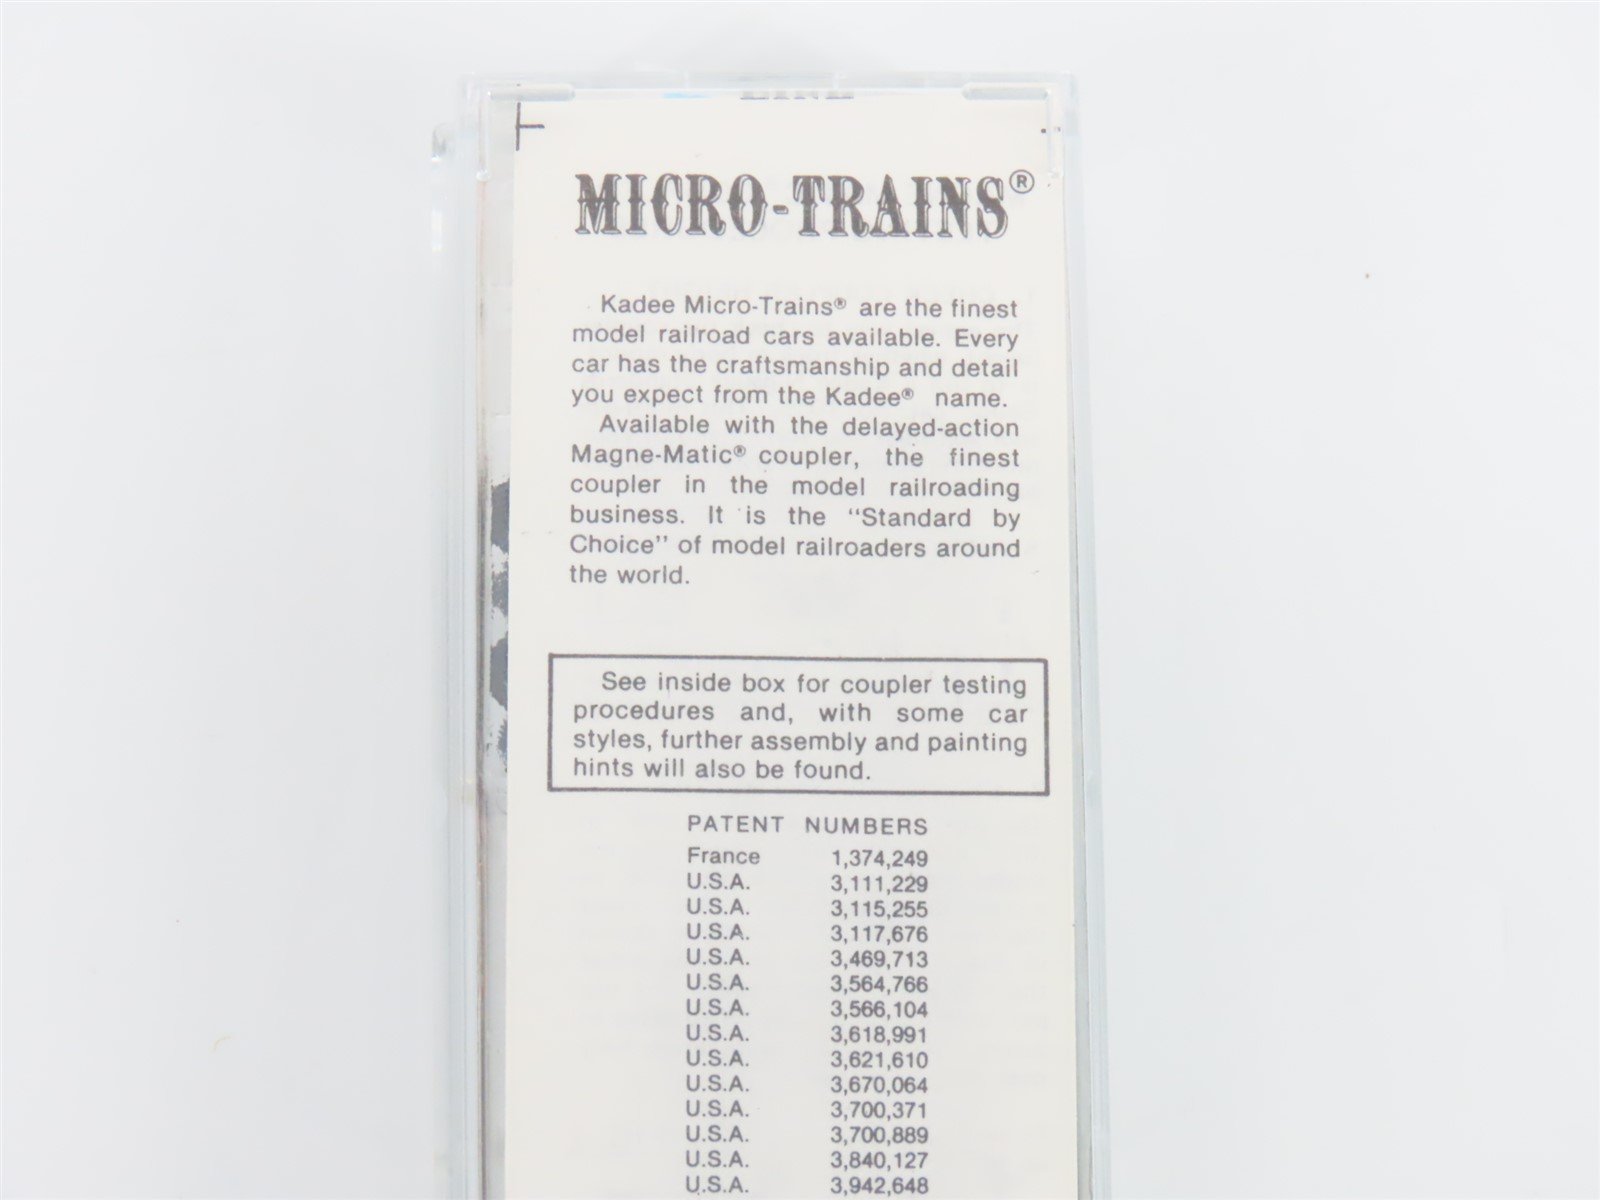 MICRO-TRAINS®
Kadee Micro-Trains® are the finest
model railroad cars available. Every
car has the craftsmanship and detail
you expect from the Kadee® name.
Available with the delayed-action
Magne-Matic® coupler, the finest
coupler in the model railroading
business. It is the "Standard by
Choice" of model railroaders around
the world.
See inside box for coupler testing
procedures and, with some car
styles, further assembly and painting
hints will also be found.
PATENT NUMBERS
France 1,374,249
U.S.A. 3,111,229
U.S.A. 3,115,255
U.S.A. 3,117,676
U.S.A. 3,469,713
U.S.A. 3,564,766
U.S.A. 3,566,104
U.S.A. 3,618,991
U.S.A. 3,621,610
U.S.A. 3,670,064
U.S.A. 3,700,371
U.S.A. 3,700,889
U.S.A. 3,840,127
U.S.A. 3,942,648